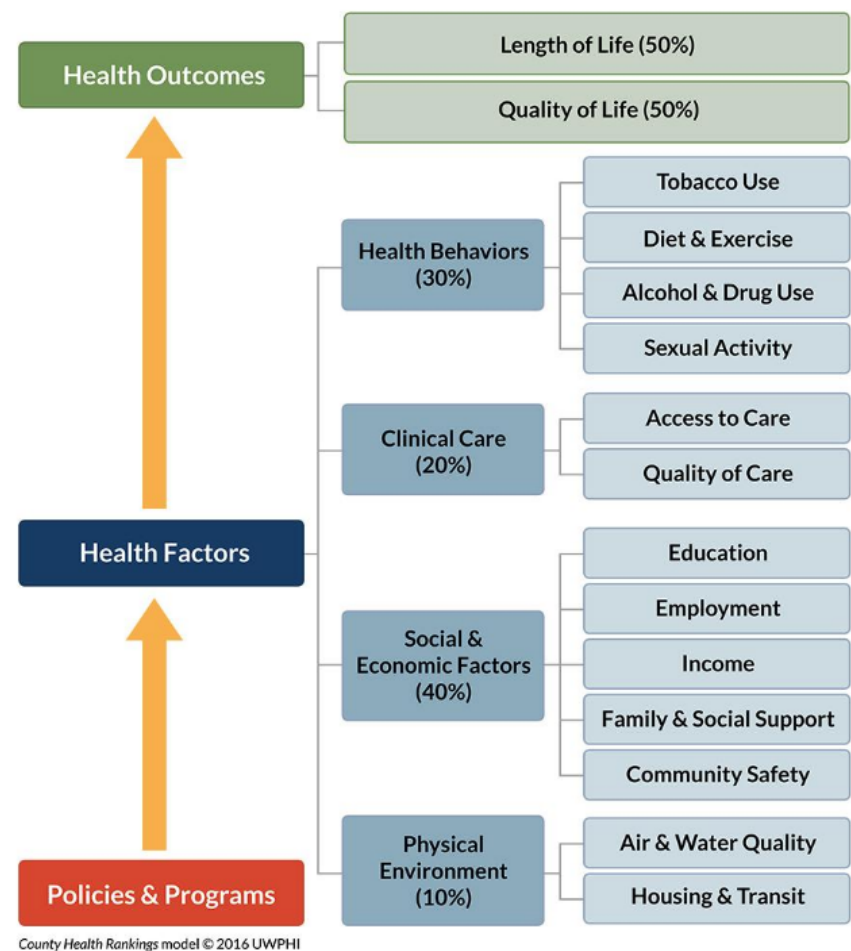 Health Outcomes
Length of Life (50%)
Quality of Life (50%)
Health Behaviors
(30%)
Tobacco Use
Diet & Exercise
Alcohol & Drug Use
Sexual Activity
Clinical Care
(20%)
Access to Care
Quality of Care
Health Factors
Social &
Economic Factors
(40%)
Education
Employment
Income
Family & Social Support
Community Safety
Physical
Environment
(10%)
Air & Water Quality
Housing & Transit
Policies & Programs
County Health Rankings model © 2016 UWPHI